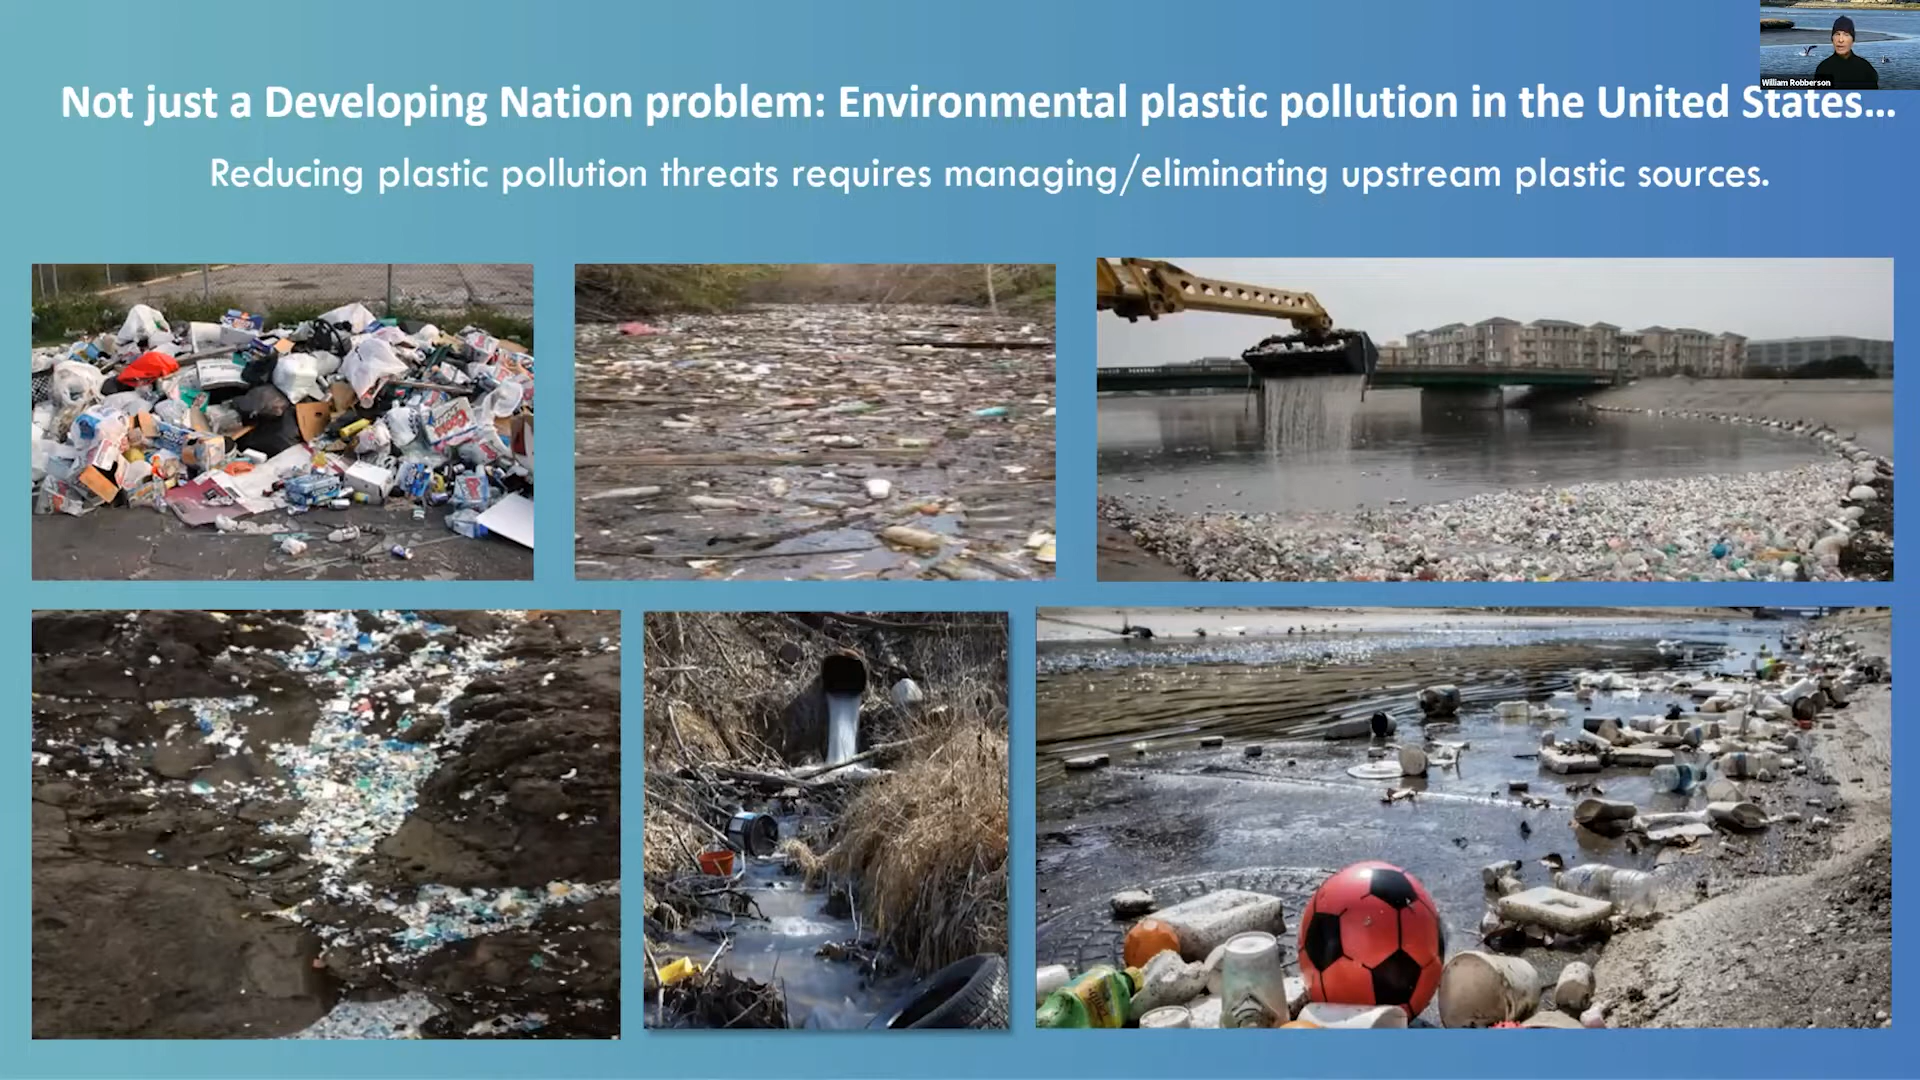 William Robberson
Not just a Developing Nation problem: Environmental plastic pollution in the United States...
Reducing plastic pollution threats requires managing/eliminating upstream plastic sources.